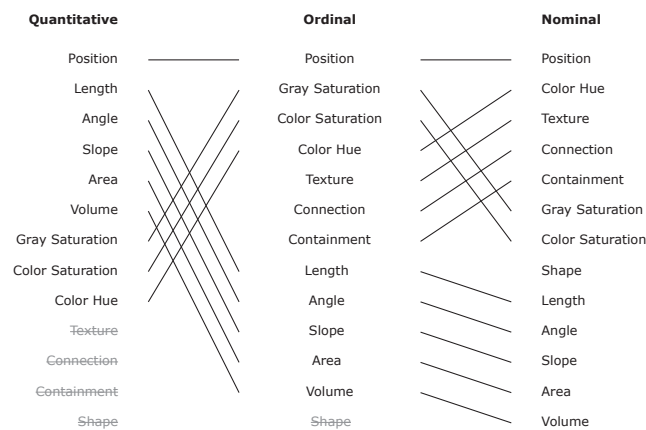 Quantitative Ordinal Nominal
Position Position Position
Length Gray Saturation Color Hue
Angle Color Saturation Texture
Slope Color Hue Connection
Area Texture Containment
Volume Connection Gray Saturation
Gray Saturation Containment Color Saturation
Color Saturation Length Shape
Color Hue Angle Length
Texture Slope Angle
Connection Area Slope
Containment Volume Area
Shape Shape Volume